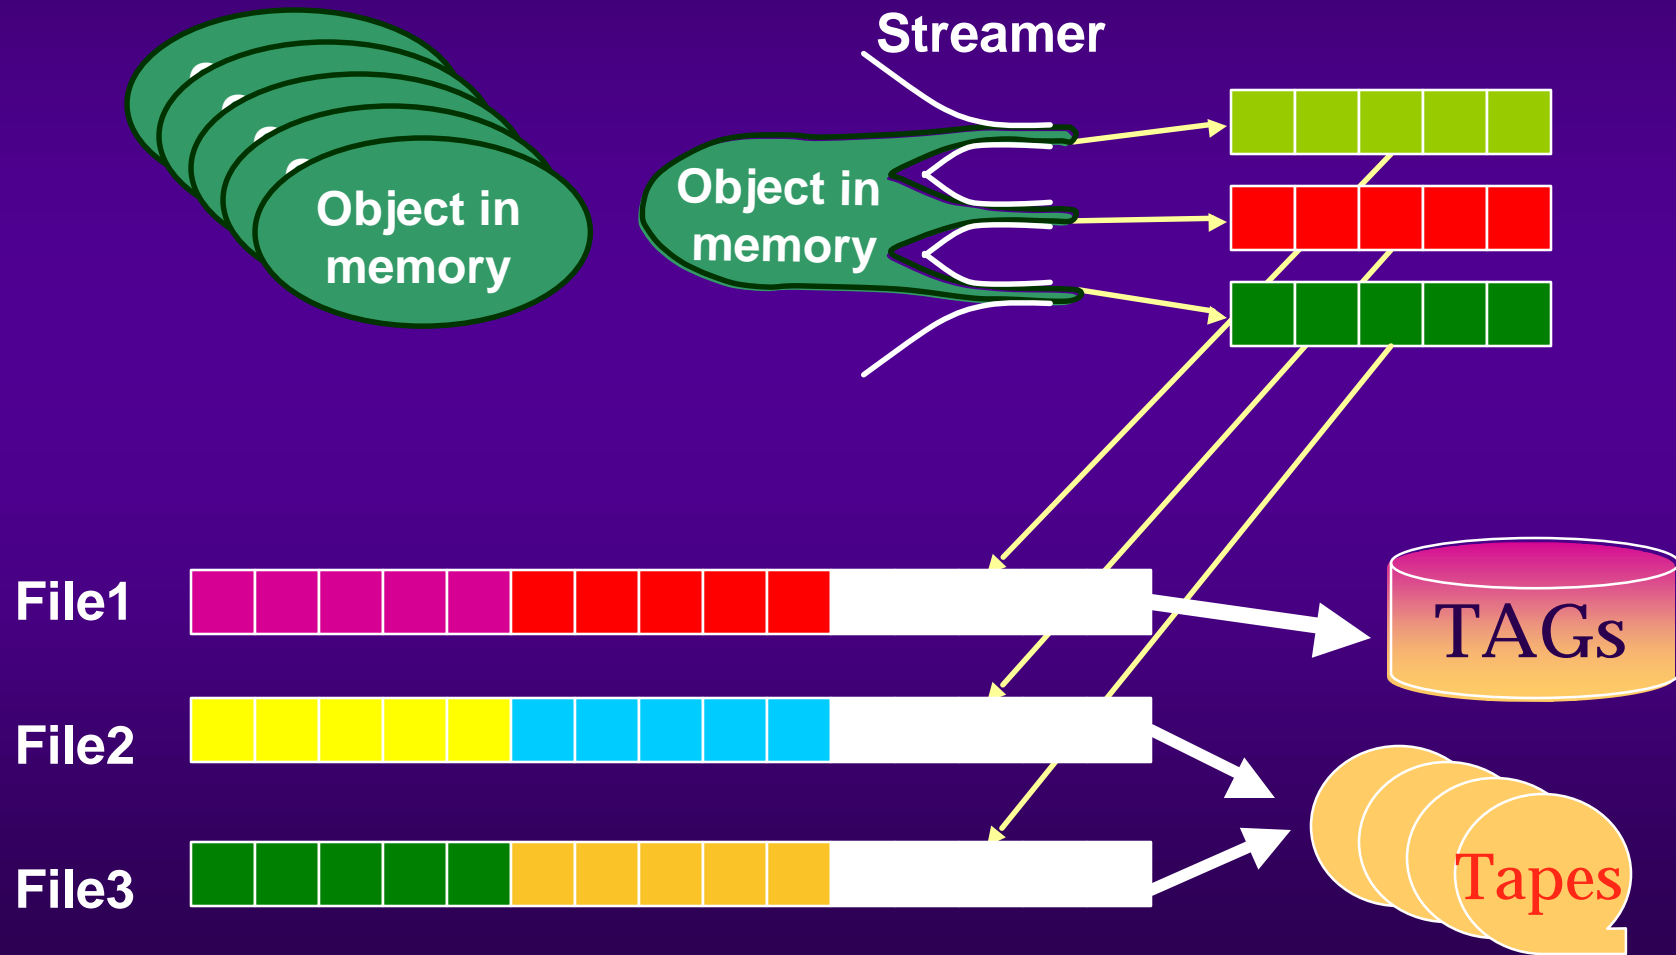 Streamer
Object in
memory
Object in
memory
File1
TAGs
File2
File3
Tapes